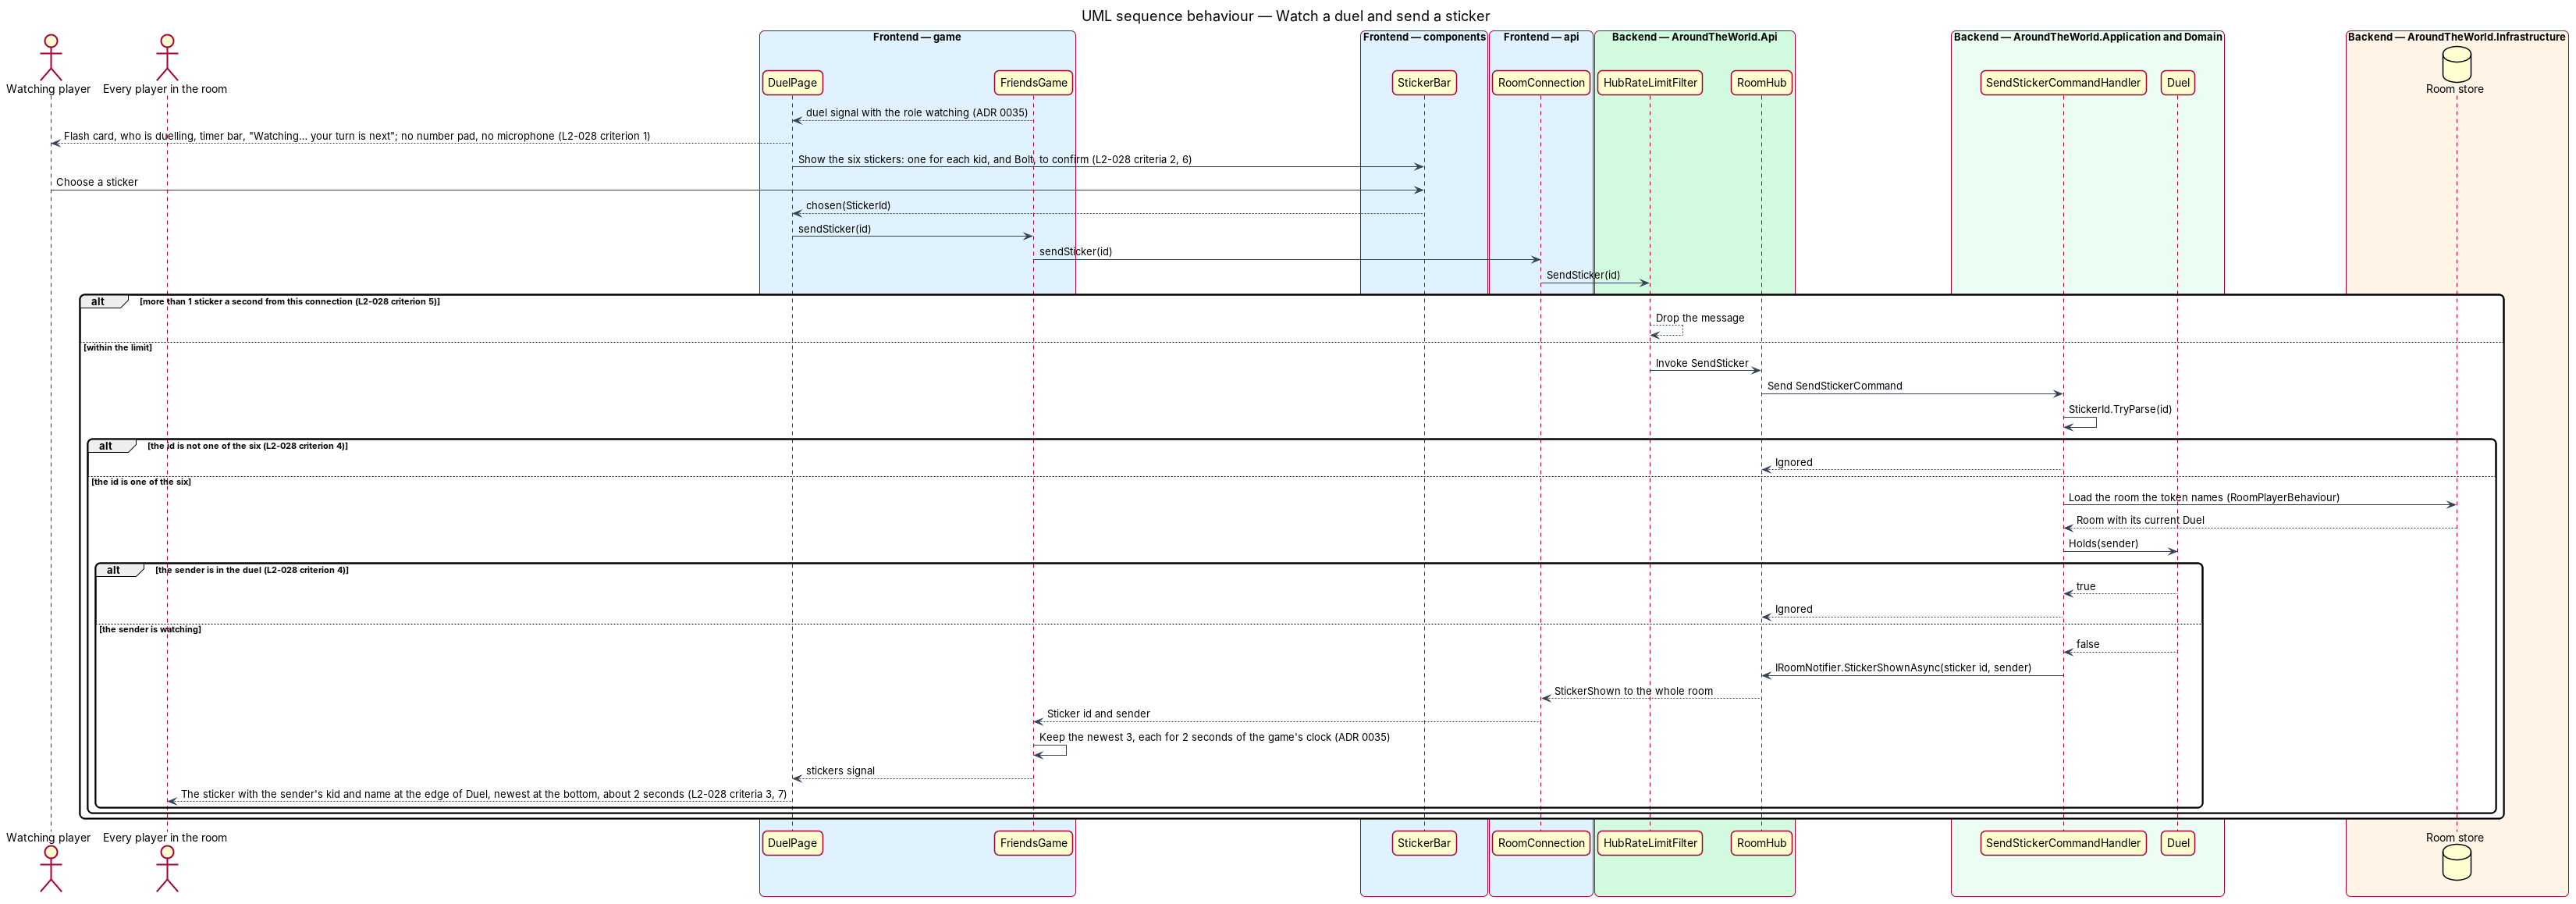 UML sequence behaviour — Watch a duel and send a sticker
Frontend — game
Frontend — components
Frontend — api
Backend — AroundTheWorld.Api
Backend — AroundTheWorld.Application and Domain
Backend — AroundTheWorld.Infrastructure
Watching player
Every player in the room
DuelPage
FriendsGame
StickerBar
RoomConnection
HubRateLimitFilter
RoomHub
SendStickerCommandHandler
Duel
Room store
duel signal with the role watching (ADR 0035)
Flash card, who is duelling, timer bar, "Watching... your turn is next"; no number pad, no microphone (L2-028 criterion 1)
Show the six stickers: one for each kid, and Bolt, to confirm (L2-028 criteria 2, 6)
Choose a sticker
chosen(StickerId)
sendSticker(id)
sendSticker(id)
SendSticker(id)
alt
[more than 1 sticker a second from this connection (L2-028 criterion 5)]
Drop the message
[within the limit]
Invoke SendSticker
Send SendStickerCommand
StickerId.TryParse(id)
alt
[the id is not one of the six (L2-028 criterion 4)]
Ignored
[the id is one of the six]
Load the room the token names (RoomPlayerBehaviour)
Room with its current Duel
Holds(sender)
alt
[the sender is in the duel (L2-028 criterion 4)]
true
Ignored
[the sender is watching]
false
IRoomNotifier.StickerShownAsync(sticker id, sender)
StickerShown to the whole room
Sticker id and sender
Keep the newest 3, each for 2 seconds of the game's clock (ADR 0035)
stickers signal
The sticker with the sender's kid and name at the edge of Duel, newest at the bottom, about 2 seconds (L2-028 criteria 3, 7)
Watching player
Every player in the room
DuelPage
FriendsGame
StickerBar
RoomConnection
HubRateLimitFilter
RoomHub
SendStickerCommandHandler
Duel
Room store